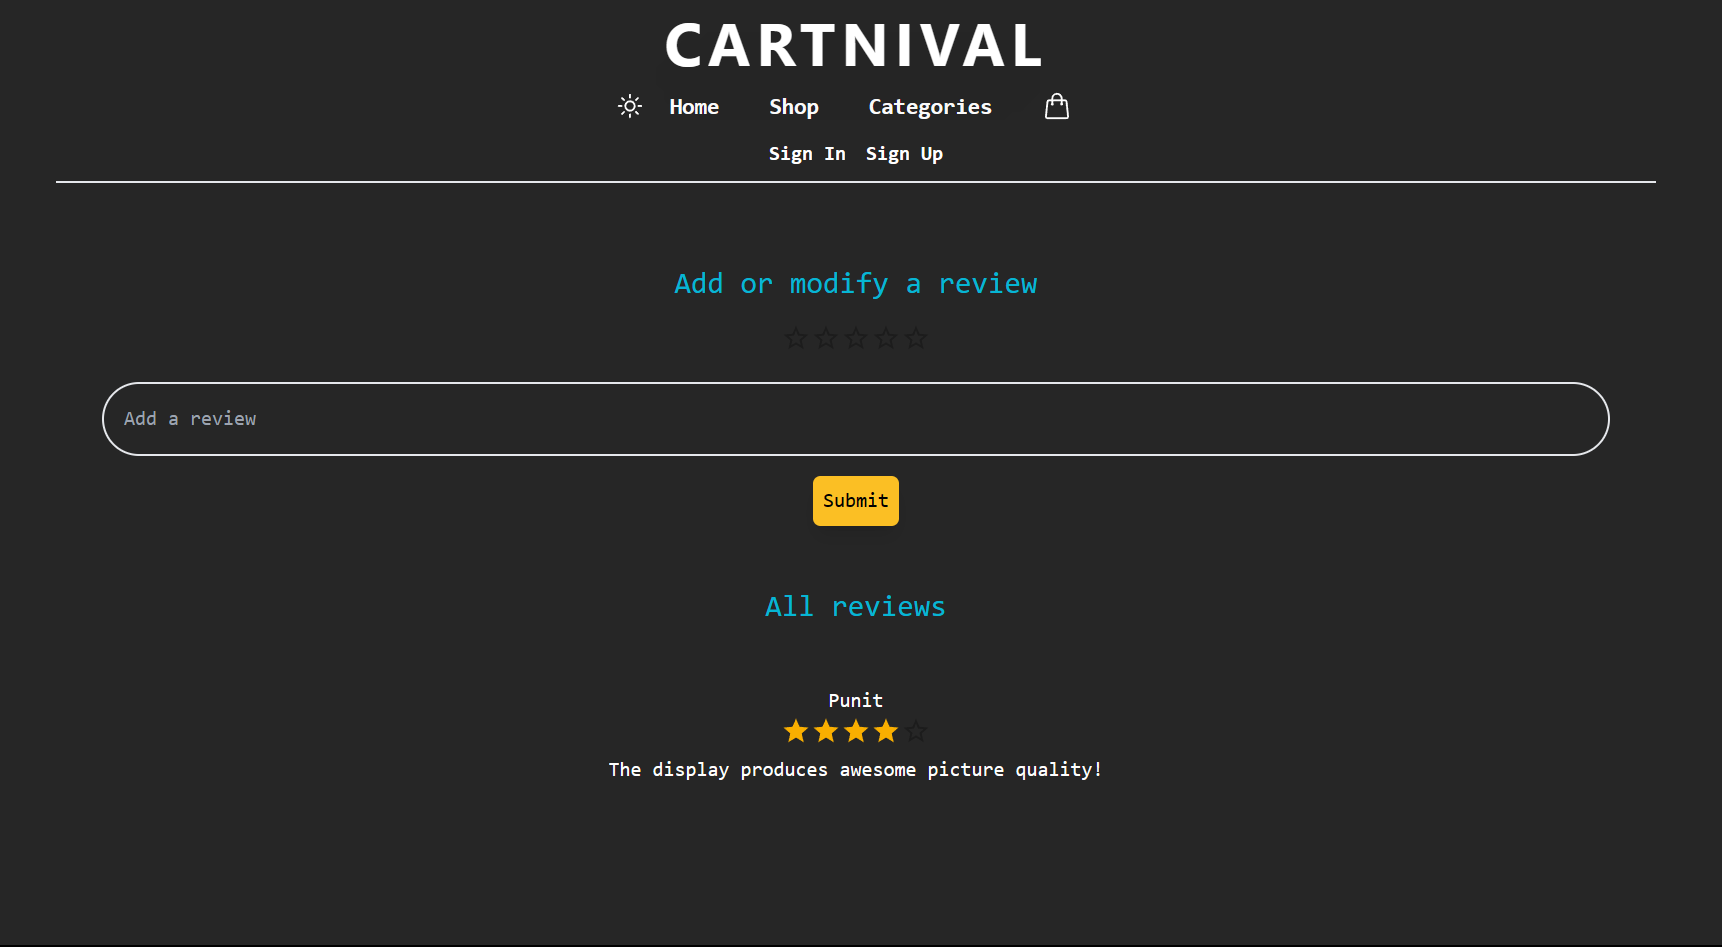 CARTNIVAL
Home Shop Categories
Sign In Sign Up
Add or modify a review
Add a review
Submit
All reviews
Punit
The display produces awesome picture quality!